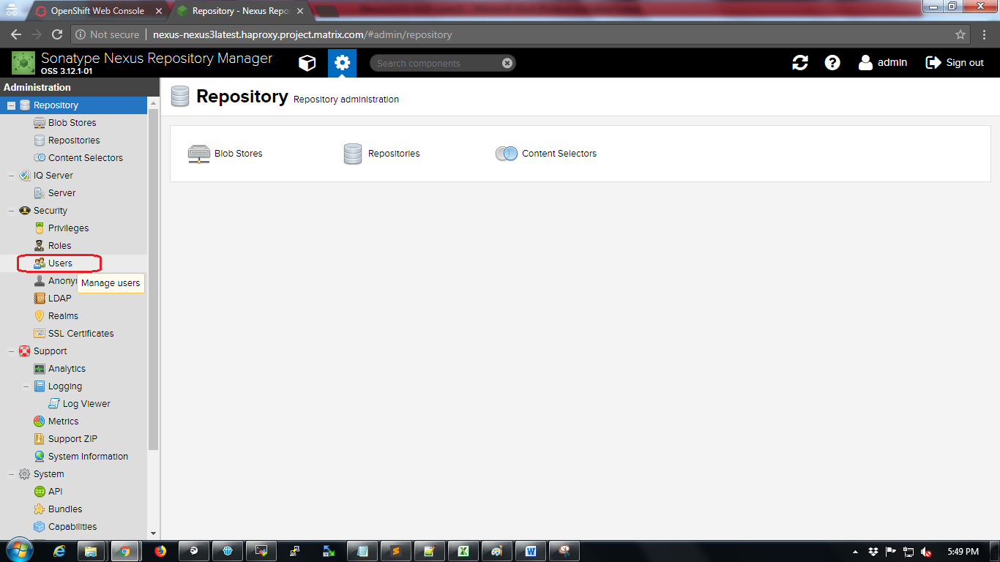 OpenShift Web Console
Repository - Nexus Repo
Not secure
nexus-nexus3latest.haproxy.project.matrix.com/#admin/repository
Sonatype Nexus Repository Manager
OSS 3.12.1-01
Search components
admin
Sign out
Administration
Repository
Blob Stores
Repositories
Content Selectors
IQ Server
Server
Security
Privileges
Roles
Users
Anony
Manage users
LDAP
Realms
SSL Certificates
Support
Analytics
Logging
Log Viewer
Metrics
Support ZIP
System Information
System
202
API
Bundles
Capabilities
Repository
Repository administration
Blob Stores
Repositories
Content Selectors
5:49 PM